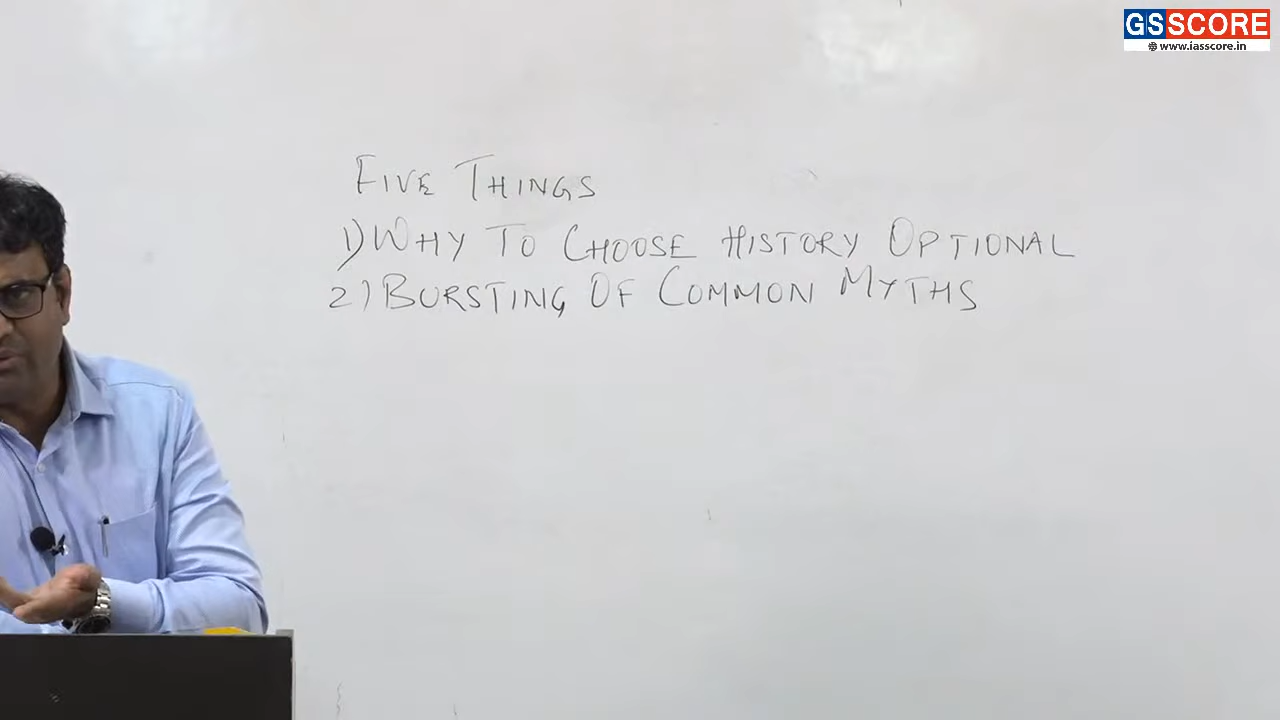 GSSCORE
www.iasscore.in
FIVE THINGS
1) WHY TO CHOOSE HISTORY OPTIONAL
2) BURSTING OF COMMON MYTHS